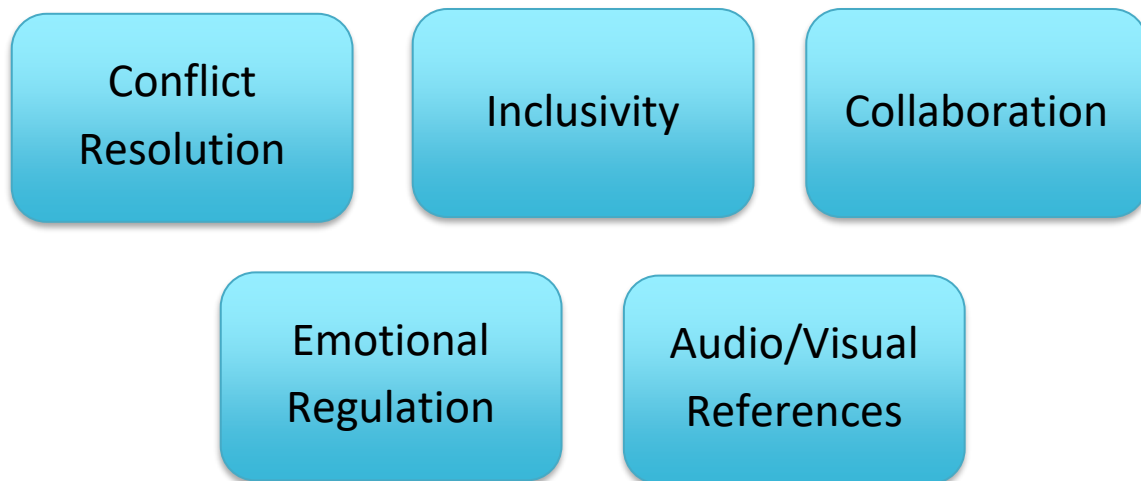 Conflict
Resolution
Inclusivity
Collaboration
Emotional
Regulation
Audio/Visual
References